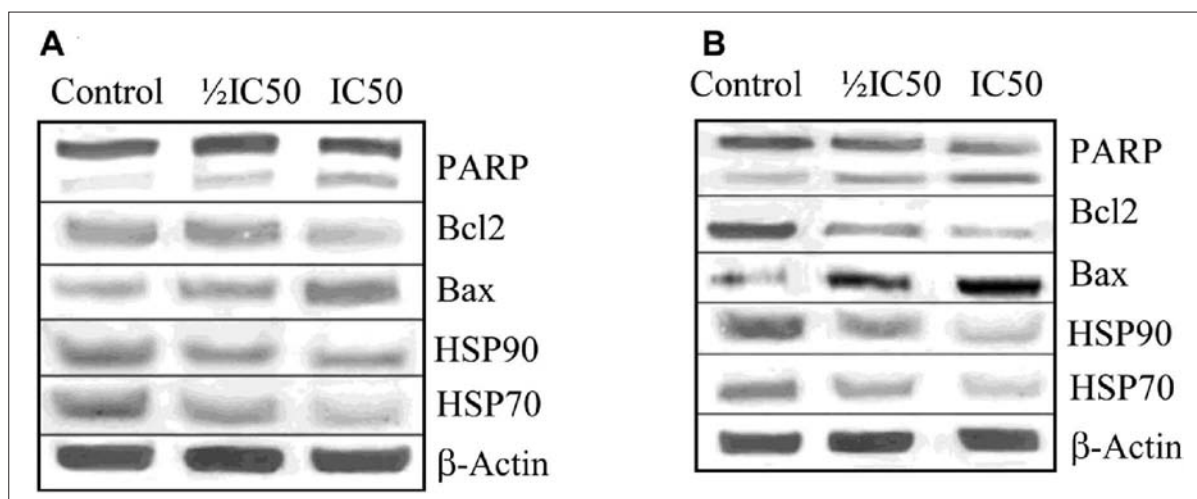 A
Control ½IC50 IC50
PARP
Bcl2
Bax
HSP90
HSP70
β-Actin
B
Control ½IC50 IC50
PARP
Bcl2
Bax
HSP90
HSP70
β-Actin